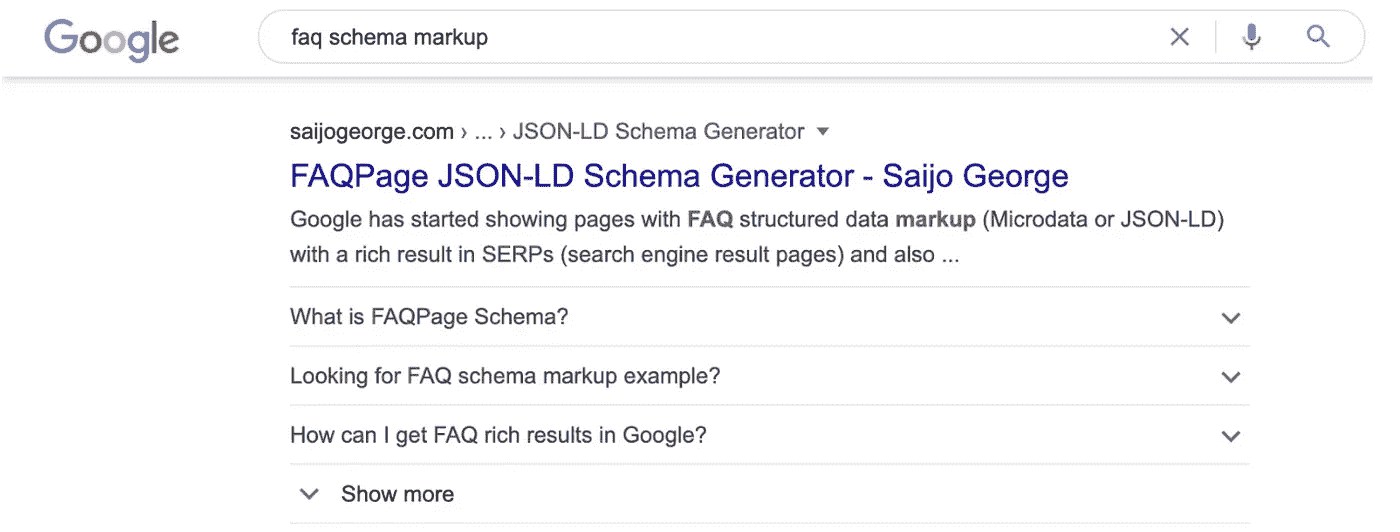 Google
faq schema markup
saijogeorge.com › ... › JSON-LD Schema Generator
FAQPage JSON-LD Schema Generator - Saijo George
Google has started showing pages with FAQ structured data markup (Microdata or JSON-LD)
with a rich result in SERPs (search engine result pages) and also ...
What is FAQPage Schema?
Looking for FAQ schema markup example?
How can I get FAQ rich results in Google?
Show more